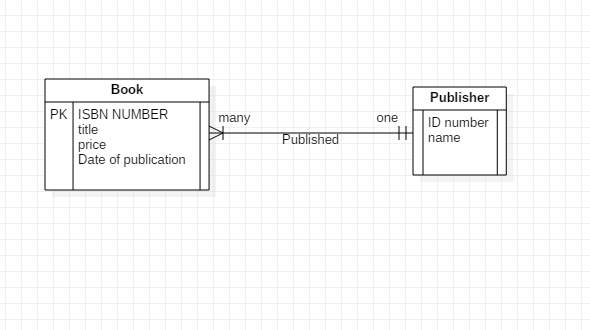 Book
PK ISBN NUMBER
title
price
Date of publication
many
Published
one
Publisher
ID number
name